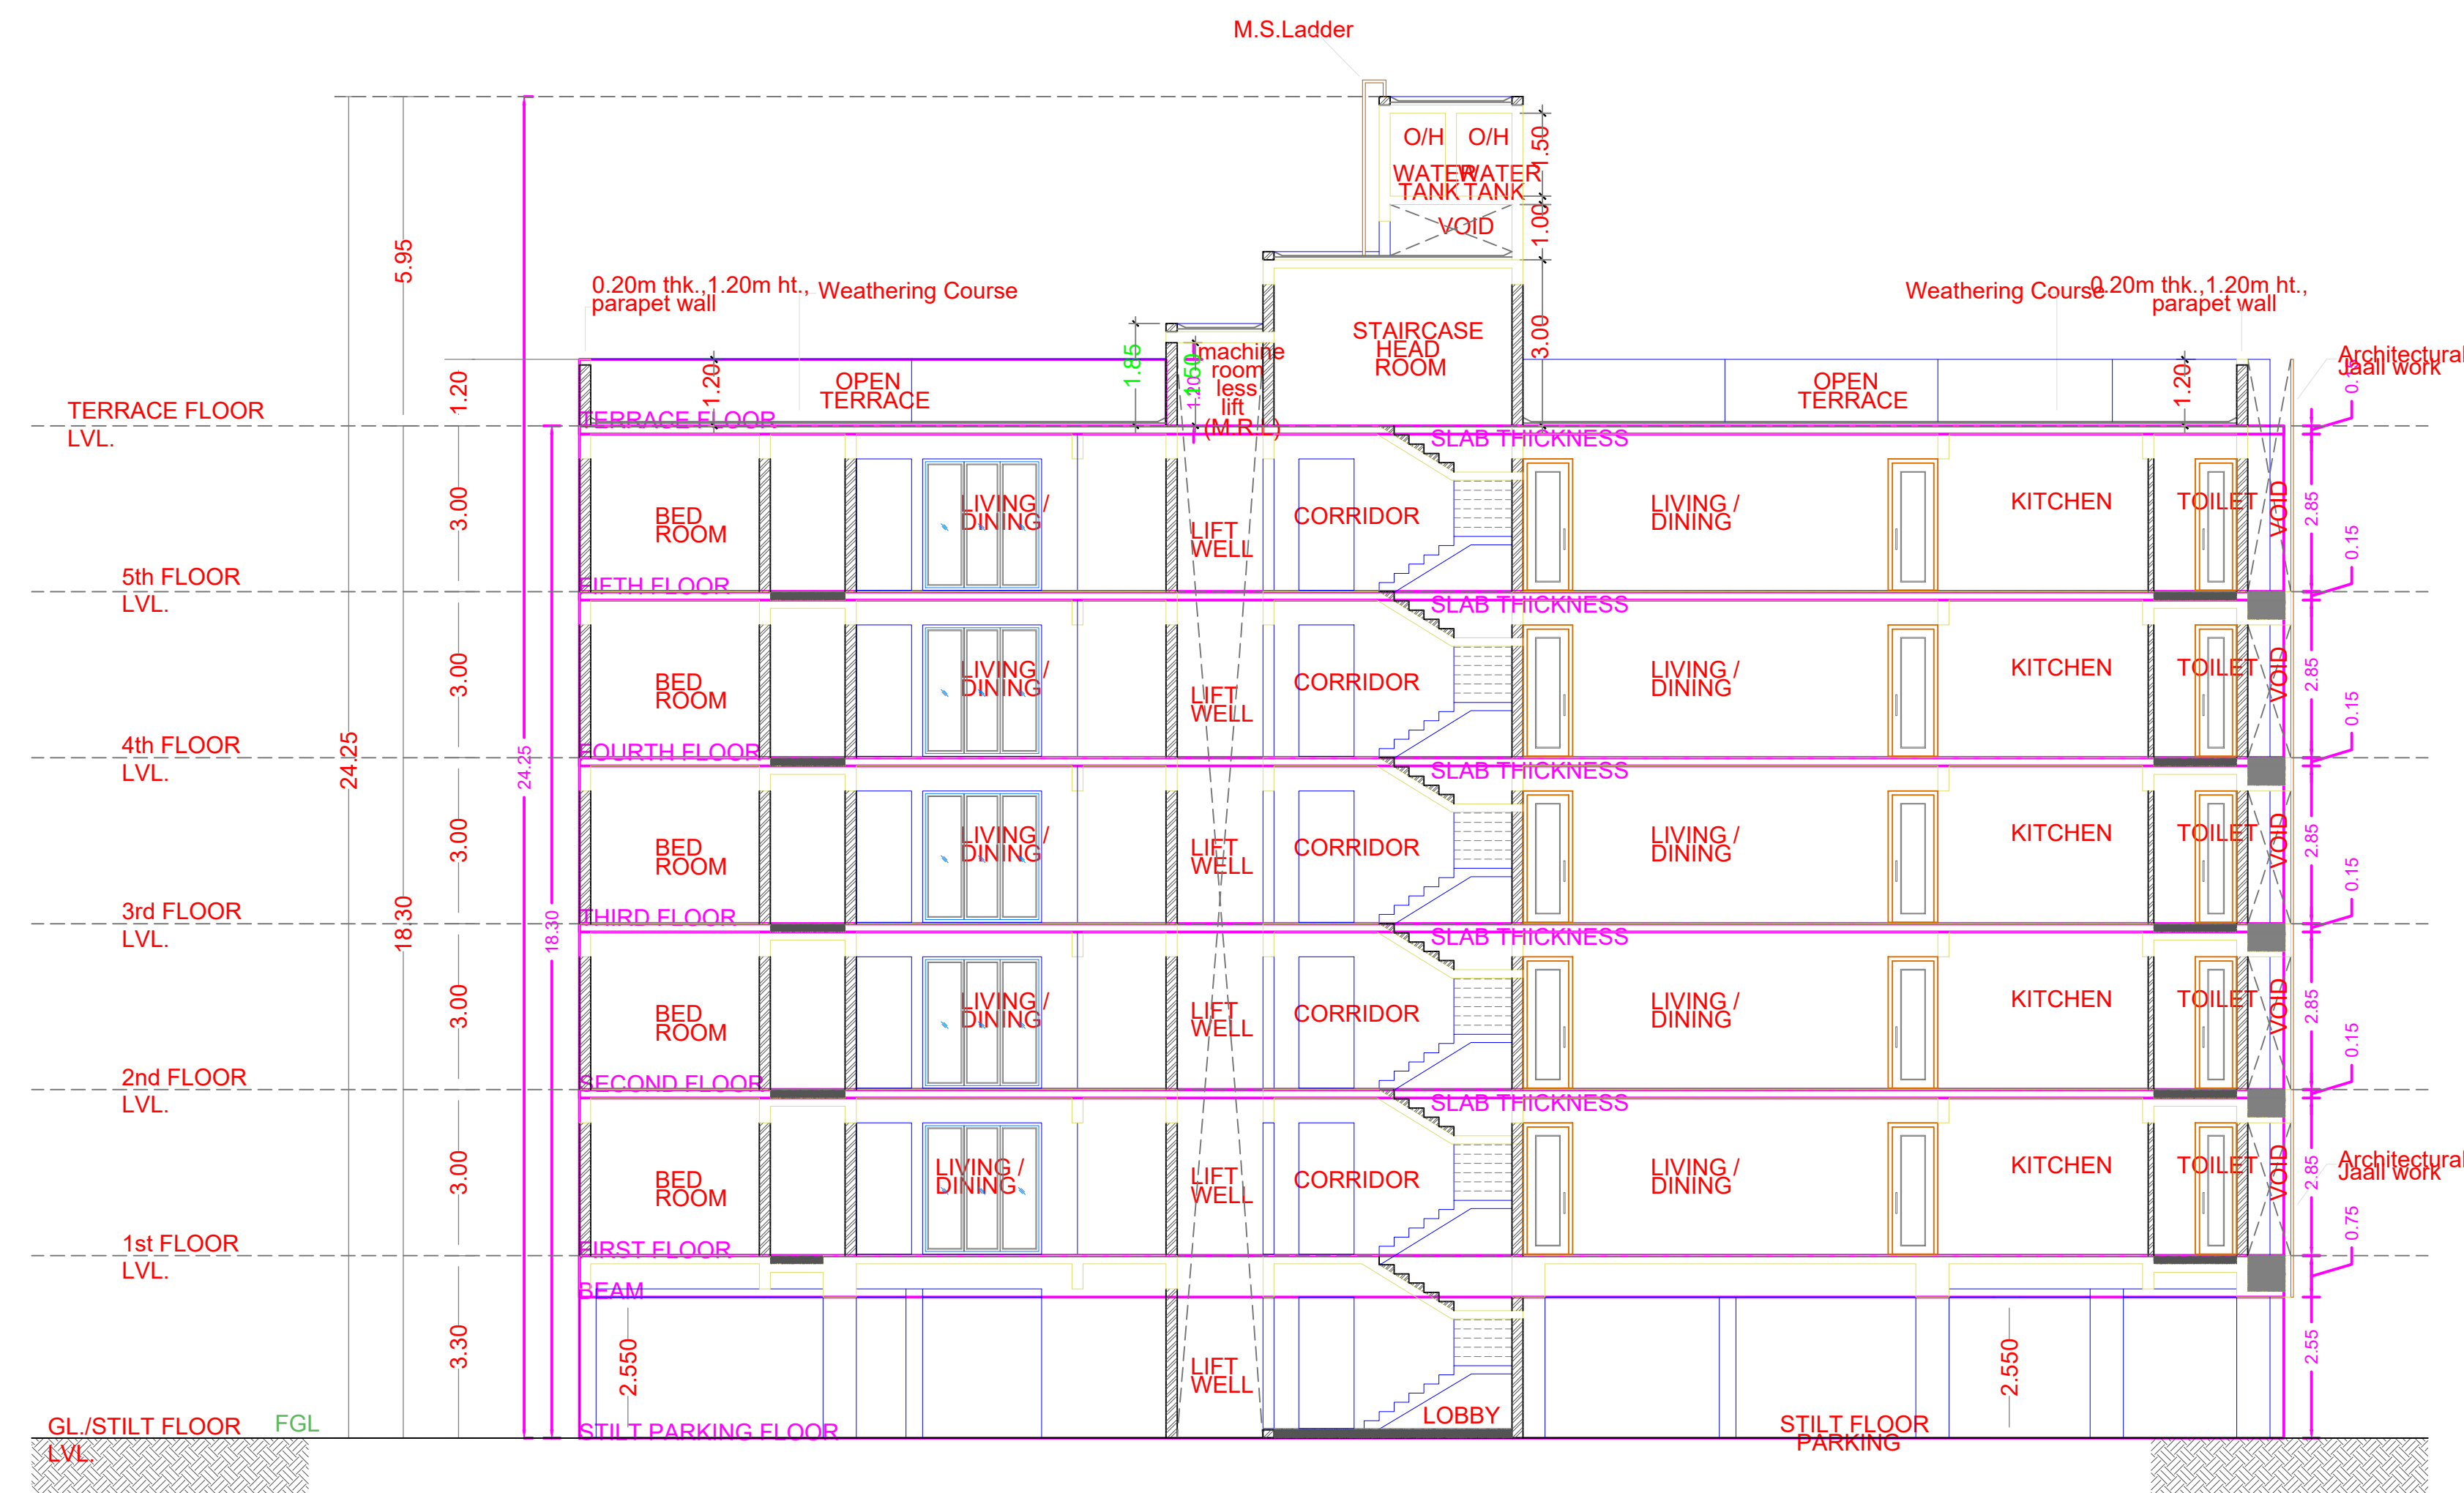 M.S.Ladder
O/H
WATER
TANK
O/H
WATER
TANK
1.50
VOID
1.00
5.95
0.20m thk.,1.20m ht.,
parapet wall
Weathering Course
Weathering Course
0.20m thk.,1.20m ht.,
parapet wall
STAIRCASE
HEAD
ROOM
3.00
1.85
1.50
1.20
machine
room
less
lift
(M.R.L)
Architectural
Jaali work
1.20
1.20
OPEN
TERRACE
OPEN
TERRACE
1.20
TERRACE FLOOR
LVL.
TERRACE FLOOR
SLAB THICKNESS
3.00
BED
ROOM
LIVING /
DINING
LIFT
WELL
CORRIDOR
LIVING /
DINING
KITCHEN
TOILET
VOID
2.85
0.15
5th FLOOR
LVL.
FIFTH FLOOR
SLAB THICKNESS
3.00
BED
ROOM
LIVING /
DINING
LIFT
WELL
CORRIDOR
LIVING /
DINING
KITCHEN
TOILET
VOID
2.85
0.15
4th FLOOR
LVL.
24.25
24.25
FOURTH FLOOR
SLAB THICKNESS
3.00
BED
ROOM
LIVING /
DINING
LIFT
WELL
CORRIDOR
LIVING /
DINING
KITCHEN
TOILET
VOID
2.85
0.15
3rd FLOOR
LVL.
18.30
18.30
THIRD FLOOR
SLAB THICKNESS
3.00
BED
ROOM
LIVING /
DINING
LIFT
WELL
CORRIDOR
LIVING /
DINING
KITCHEN
TOILET
VOID
2.85
0.15
2nd FLOOR
LVL.
SECOND FLOOR
SLAB THICKNESS
3.00
BED
ROOM
LIVING /
DINING
LIFT
WELL
CORRIDOR
LIVING /
DINING
KITCHEN
TOILET
VOID
2.85
Architectural
Jaali work
0.75
1st FLOOR
LVL.
FIRST FLOOR
BEAM
3.30
2.550
LIFT
WELL
2.550
2.55
LOBBY
STILT FLOOR
PARKING
GL./STILT FLOOR
LVL.
FGL
STILT PARKING FLOOR